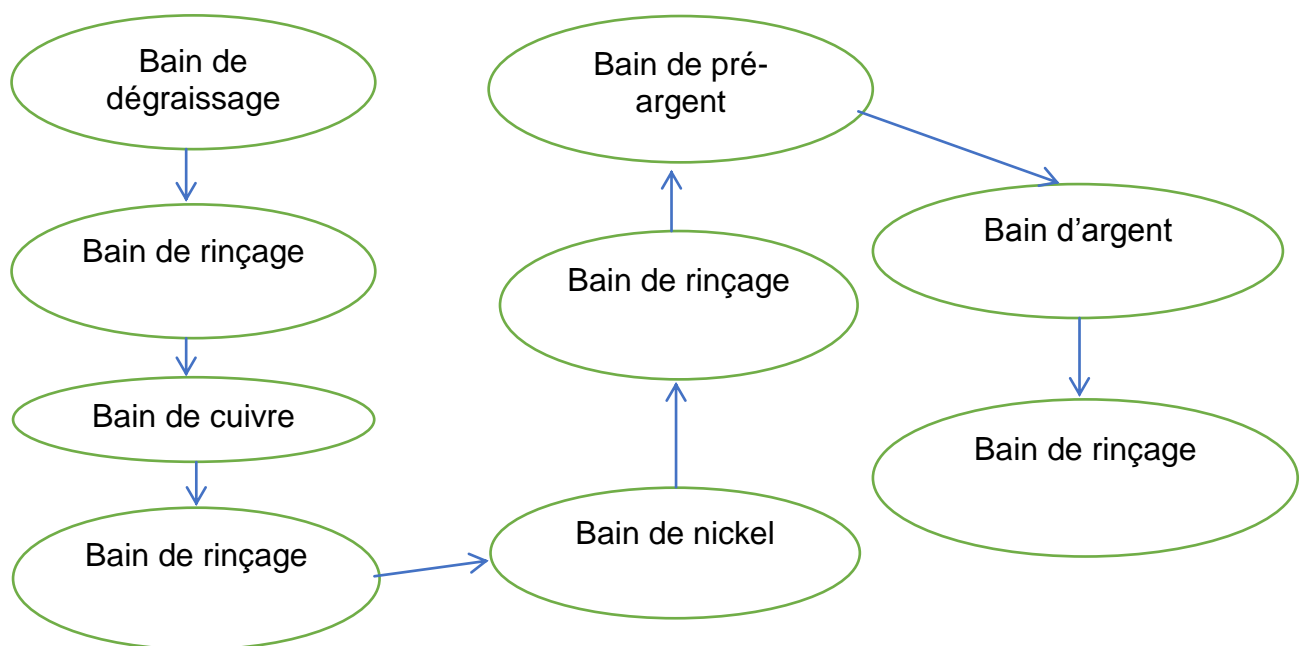 Bain de
dégraissage
Bain de rinçage
Bain de cuivre
Bain de rinçage
Bain de nickel
Bain de rinçage
Bain de pré-
argent
Bain d’argent
Bain de rinçage